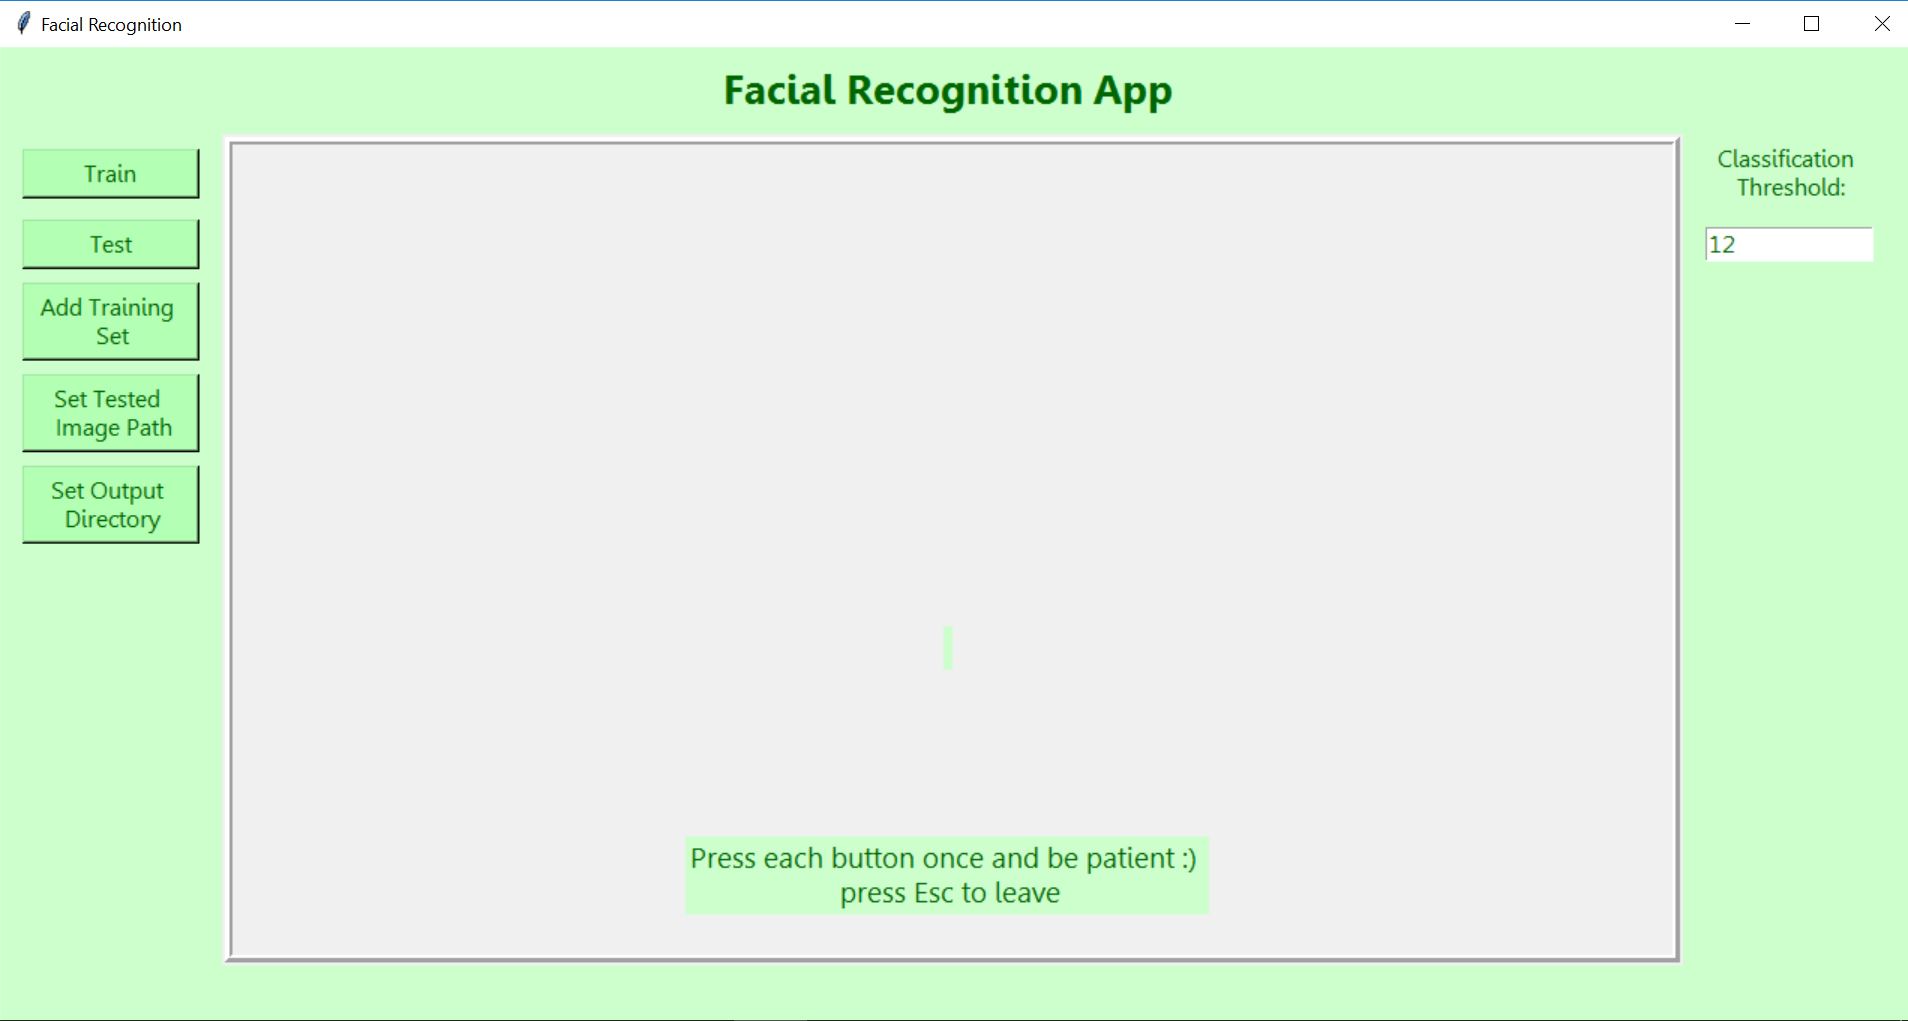 Facial Recognition
Facial Recognition App
Train
Test
Add Training
Set
Set Tested
Image Path
Set Output
Directory
Classification
Threshold:
12
Press each button once and be patient :)
press Esc to leave